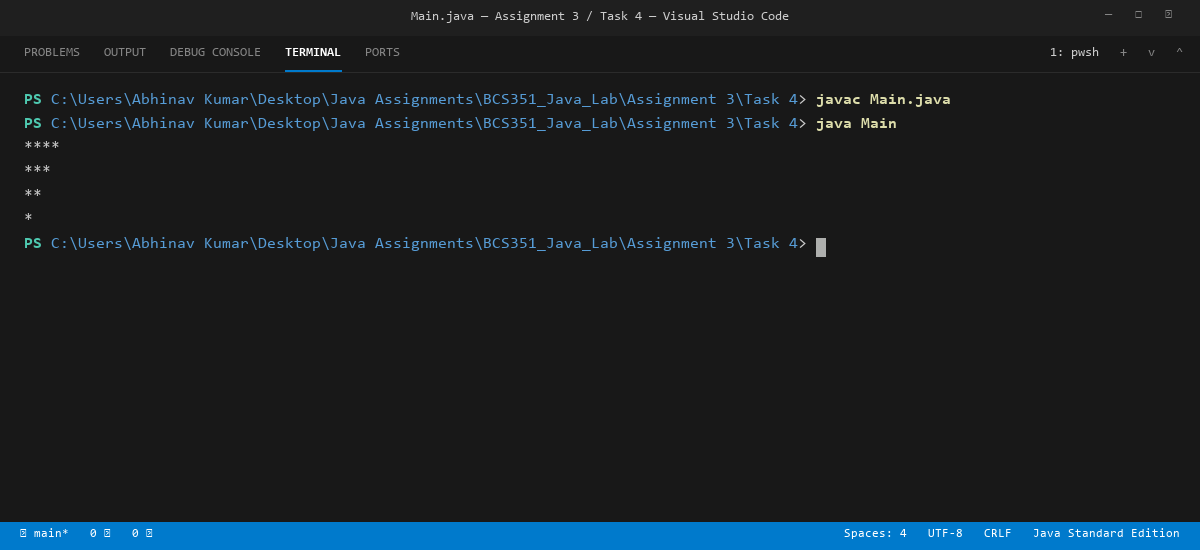 Main.java — Assignment 3 / Task 4 — Visual Studio Code
PROBLEMS OUTPUT DEBUG CONSOLE TERMINAL PORTS 1: pwsh + v ^
PS C:\Users\Abhinav Kumar\Desktop\Java Assignments\BCS351_Java_Lab\Assignment 3\Task 4> javac Main.java
PS C:\Users\Abhinav Kumar\Desktop\Java Assignments\BCS351_Java_Lab\Assignment 3\Task 4> java Main
****
***
**
*
PS C:\Users\Abhinav Kumar\Desktop\Java Assignments\BCS351_Java_Lab\Assignment 3\Task 4>
main* 0 0 Spaces: 4 UTF-8 CRLF Java Standard Edition